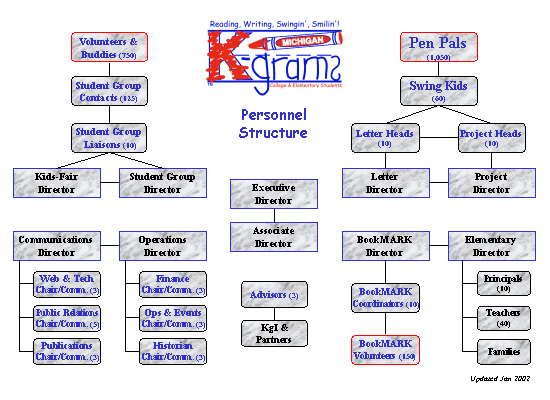 Reading, Writing, Swingin', Smilin'!
MICHIGAN
K-grams
TM
College & Elementary Students
Personnel
Structure
Volunteers &
Buddies (750)
Student Group
Contacts (125)
Student Group
Liaisons (10)
Kids-Fair
Director
Student Group
Director
Pen Pals
(1,050)
Swing Kids
(60)
Letter Heads
(10)
Project Heads
(10)
Letter
Director
Project
Director
Executive
Director
Associate
Director
Communications
Director
Operations
Director
Web & Tech
Chair/Comm. (3)
Finance
Chair/Comm. (3)
Public Relations
Chair/Comm. (5)
Ops & Events
Chair/Comm. (3)
Publications
Chair/Comm. (3)
Historian
Chair/Comm. (3)
Advisors (2)
KgI &
Partners
BookMARK
Director
Elementary
Director
BookMARK
Coordinators (10)
BookMARK
Volunteers (150)
Principals
(10)
Teachers
(40)
Families
Updated Jan 2002